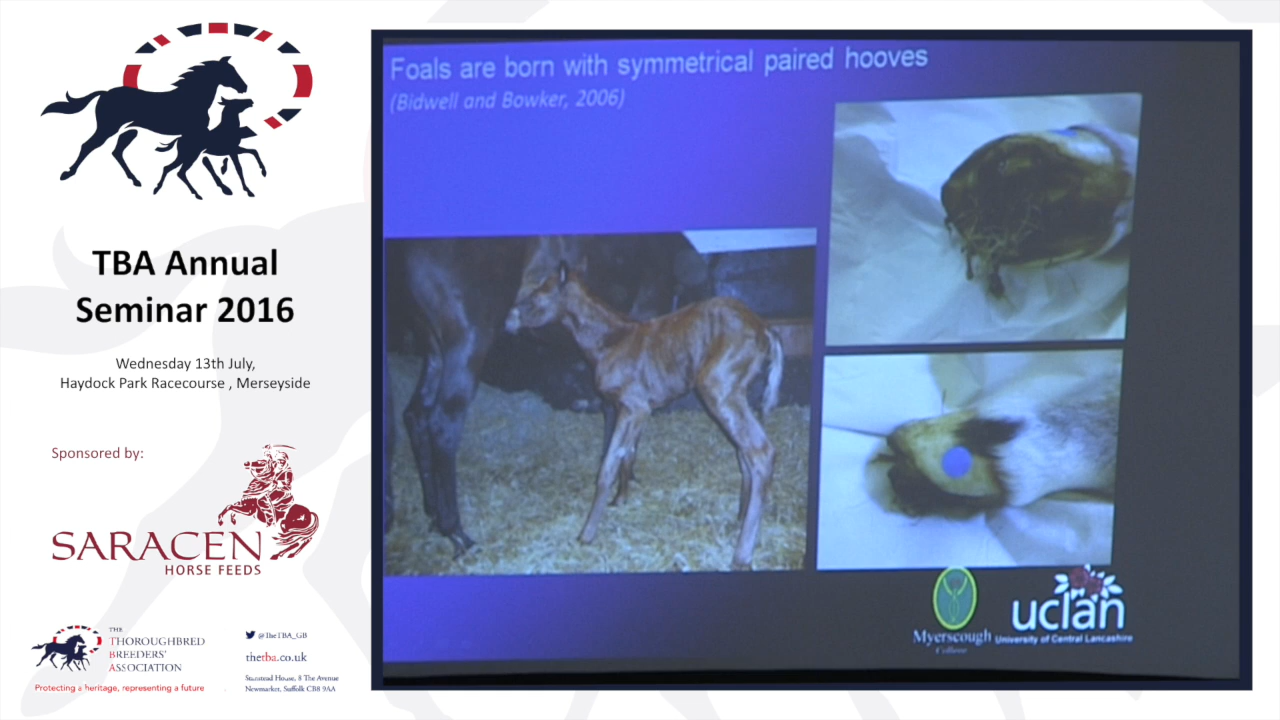 TBA Annual
Seminar 2016
Wednesday 13th July,
Haydock Park Racecourse , Merseyside
Sponsored by:
SARACEN
HORSE FEEDS
THE
THOROUGHBRED
BREEDERS'
ASSOCIATION
Protecting a heritage, representing a future
@TheTBA_GB
thetba.co.uk
Stanstead House, 8 The Avenue
Newmarket, Suffolk CB8 9AA
Foals are born with symmetrical paired hooves
(Bidwell and Bowker, 2006)
Myerscough
College
uclan
University of Central Lancashire